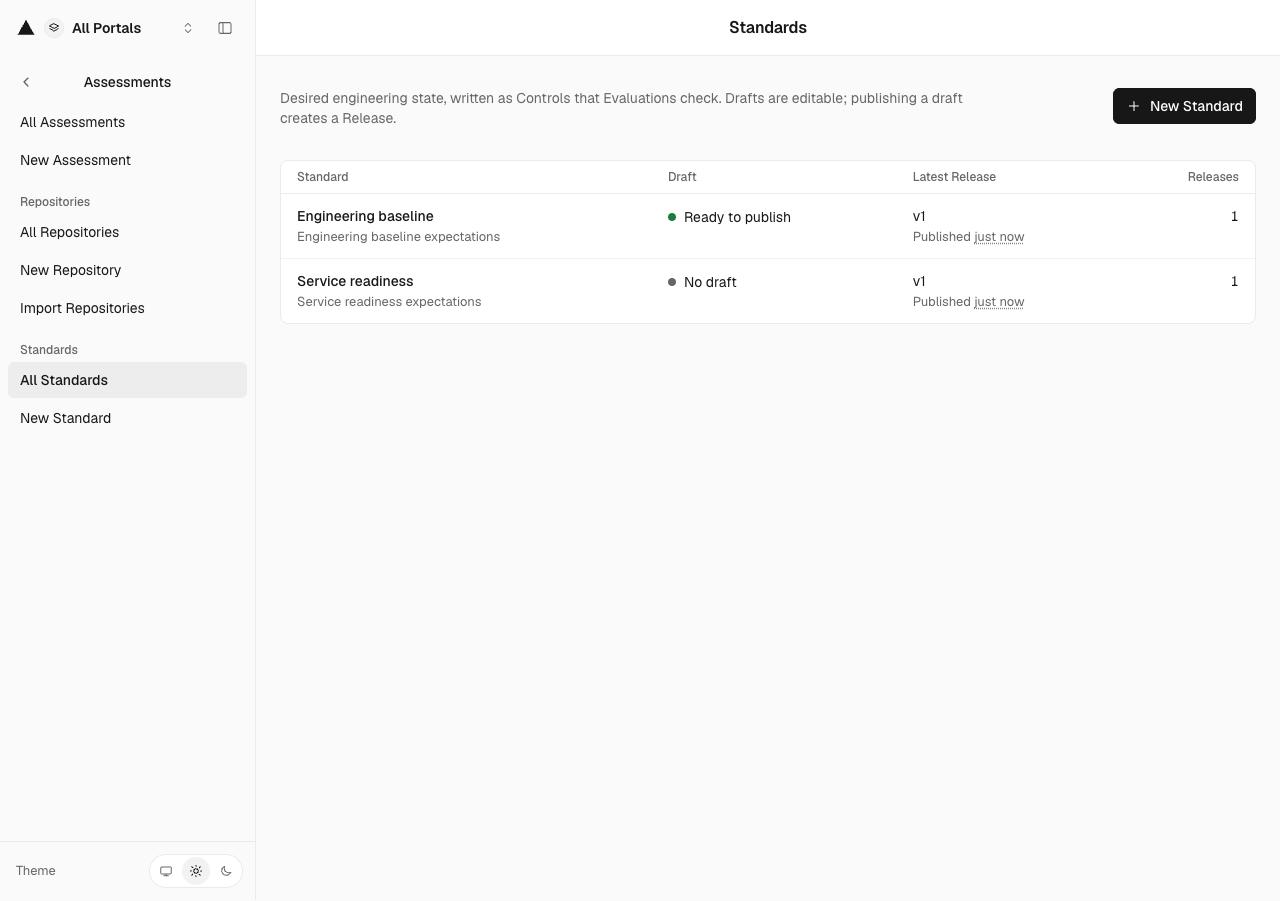 All Portals
Assessments
All Assessments
New Assessment
Repositories
All Repositories
New Repository
Import Repositories
Standards
All Standards
New Standard
Theme
Standards
Desired engineering state, written as Controls that Evaluations check. Drafts are editable; publishing a draft
creates a Release.
New Standard
Standard Draft Latest Release Releases
Engineering baseline Ready to publish v1 1
Engineering baseline expectations Published just now
Service readiness No draft v1 1
Service readiness expectations Published just now